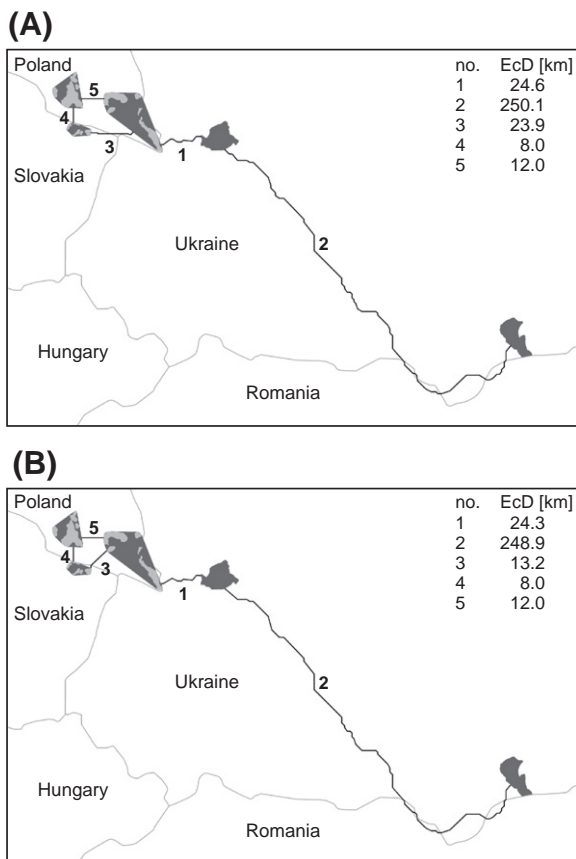 (A)
Poland
no. EcD [km]
1 24.6
2 250.1
3 23.9
4 8.0
5 12.0
5
4
3
1
Slovakia
Ukraine
2
Hungary
Romania
(B)
Poland
no. EcD [km]
1 24.3
2 248.9
3 13.2
4 8.0
5 12.0
5
4
3
1
Slovakia
Ukraine
2
Hungary
Romania